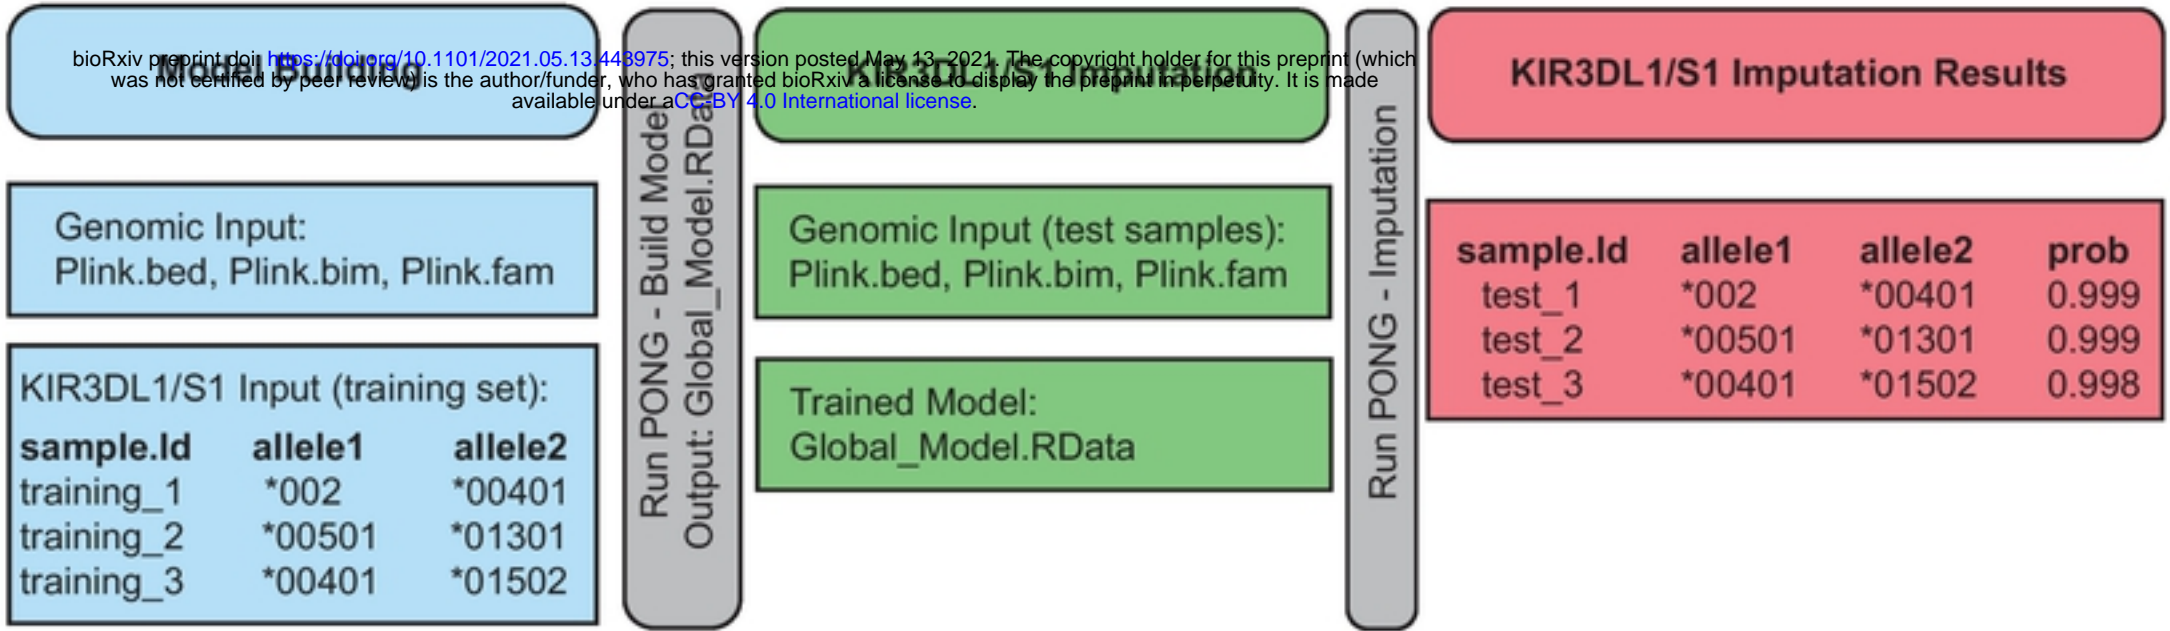 bioRxiv preprint doi: https://doi.org/10.1101/2021.05.13.443975; this version posted May 13, 2021. The copyright holder for this preprint (which
was not certified by peer review) is the author/funder, who has granted bioRxiv a license to display the preprint in perpetuity. It is made
available under aCC-BY 4.0 International license.
Model Building
Genomic Input:
Plink.bed, Plink.bim, Plink.fam
KIR3DL1/S1 Input (training set):
sample.Id allele1 allele2
training_1 *002 *00401
training_2 *00501 *01301
training_3 *00401 *01502
Run PONG - Build Model
Output: Global_Model.RData
KIR3DL1/S1 Imputation
Genomic Input (test samples):
Plink.bed, Plink.bim, Plink.fam
Trained Model:
Global_Model.RData
Run PONG - Imputation
KIR3DL1/S1 Imputation Results
sample.Id allele1 allele2 prob
test_1 *002 *00401 0.999
test_2 *00501 *01301 0.999
test_3 *00401 *01502 0.998